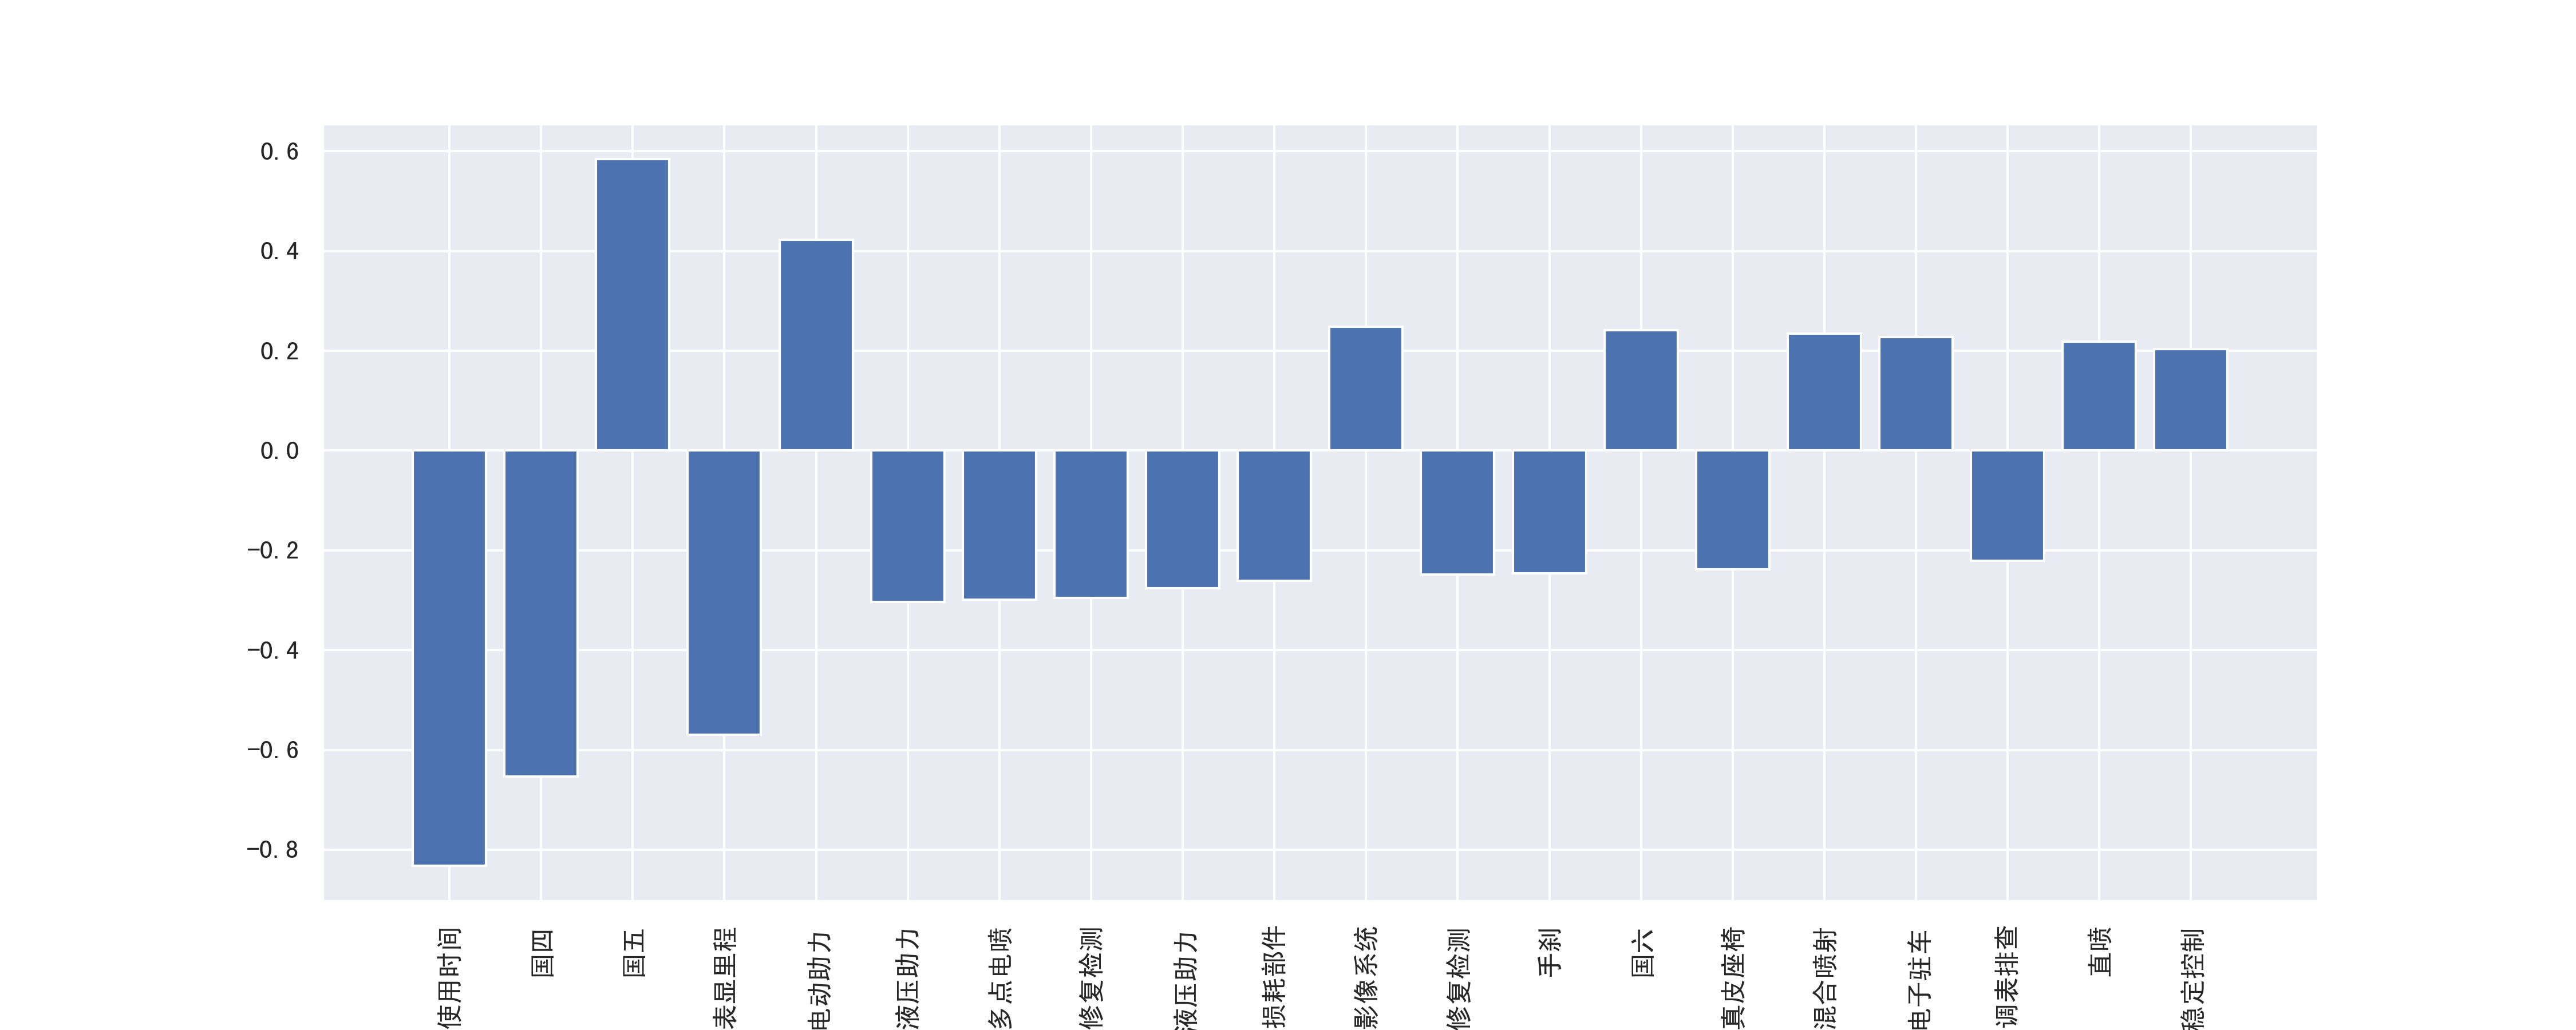 0.6
0.4
0.2
0.0
-0.2
-0.4
-0.6
-0.8
使用时间
国四
国五
表显里程
电动助力
液压助力
多点电喷
修复检测
液压助力
损耗部件
影像系统
修复检测
手刹
国六
真皮座椅
混合喷射
电子驻车
调表排查
直喷
稳定控制